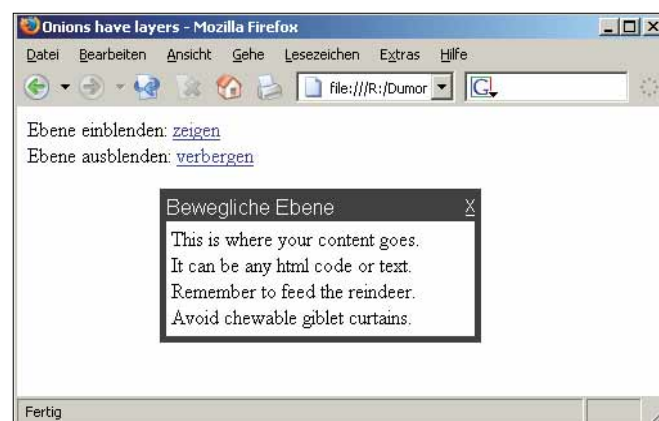 Onions have layers - Mozilla Firefox
Datei Bearbeiten Ansicht Gehe Lesezeichen Extras Hilfe
file:///R:/Dumor G
Ebene einblenden: zeigen
Ebene ausblenden: verbergen
Bewegliche Ebene X
This is where your content goes.
It can be any html code or text.
Remember to feed the reindeer.
Avoid chewable giblet curtains.
Fertig